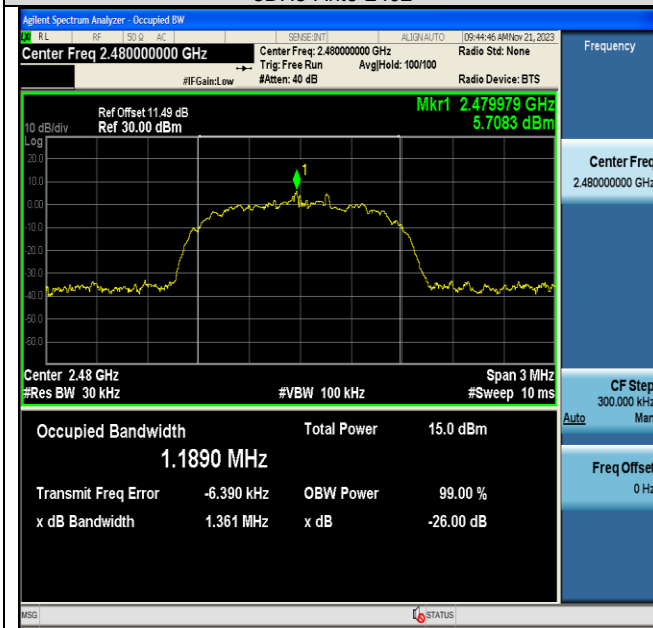 Agilent Spectrum Analyzer - Occupied BW
RL RF 50 Ω AC SENSE:INT ALIGN AUTO 09:44:46 AM Nov 21, 2023
Center Freq 2.480000000 GHz Center Freq: 2.480000000 GHz Radio Std: None Frequency
Trig: Free Run Avg|Hold: 100/100
#IFGain:Low #Atten: 40 dB Radio Device: BTS
Ref Offset 11.49 dB Mkr1 2.479979 GHz
10 dB/div Ref 30.00 dBm 5.7083 dBm
Log
20.0
10.0
0.00
-10.0
-20.0
-30.0
-40.0
-50.0
-60.0
1
Center Freq
2.480000000 GHz
Center 2.48 GHz Span 3 MHz
#Res BW 30 kHz #VBW 100 kHz #Sweep 10 ms
CF Step
300.000 kHz
Auto Man
Occupied Bandwidth Total Power 15.0 dBm
1.1890 MHz
Transmit Freq Error -6.390 kHz OBW Power 99.00 %
x dB Bandwidth 1.361 MHz x dB -26.00 dB
Freq Offset
0 Hz
MSG STATUS